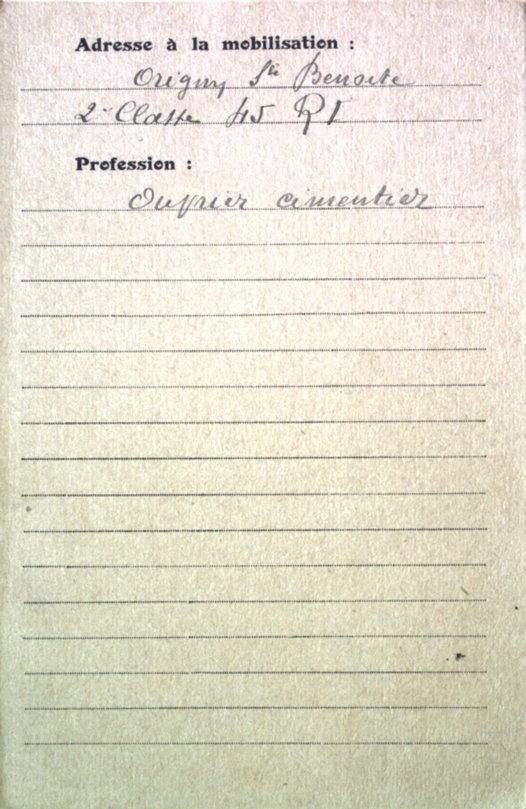 Adresse à la mobilisation :
Origny Ste Benoite
2e Classe 45 RI
Profession :
Ouvrier cimentier